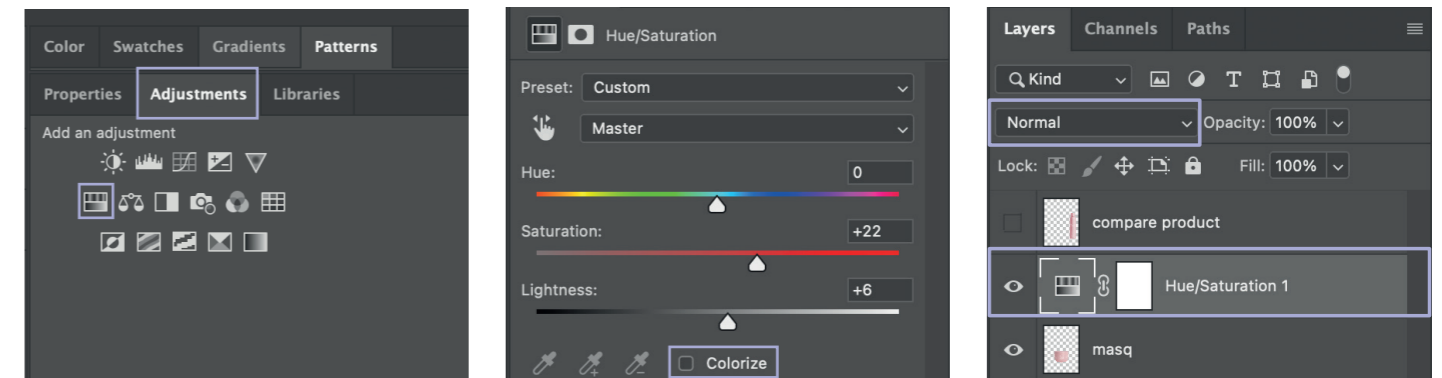 Color Swatches Gradients Patterns
Properties Adjustments Libraries
Add an adjustment
Hue/Saturation
Preset: Custom
Master
Hue: 0
Saturation: +22
Lightness: +6
Colorize
Layers Channels Paths
Kind
Normal Opacity: 100%
Lock: Fill: 100%
compare product
Hue/Saturation 1
masq